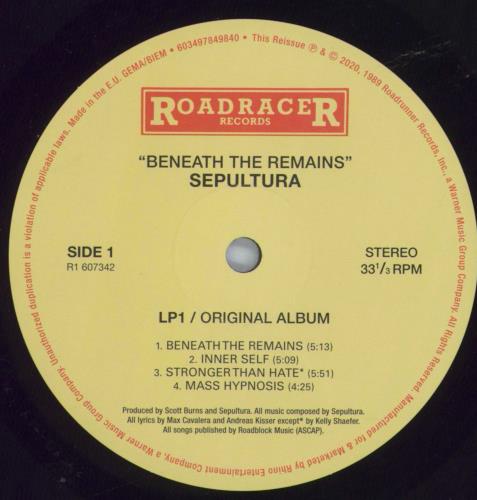 ROADRACER
RECORDS
"BENEATH THE REMAINS"
SEPULTURA
SIDE 1
R1 607342
STEREO
33 1/3 RPM
LP1 / ORIGINAL ALBUM
1. BENEATH THE REMAINS (5:13)
2. INNER SELF (5:09)
3. STRONGER THAN HATE* (5:51)
4. MASS HYPNOSIS (4:25)
Produced by Scott Burns and Sepultura. All music composed by Sepultura.
All lyrics by Max Cavalera and Andreas Kisser except* by Kelly Shaefer.
All songs published by Roadblock Music (ASCAP).
This Reissue ℗ & © 2020, 1989 Roadrunner Records, Inc., a Warner Music Group Company. All Rights Reserved. Manufactured for & Marketed by Rhino Entertainment Company, a Warner Music Group Company. Unauthorized duplication is a violation of applicable laws. Made in the E.U. GEMA/BIEM • 603497849840 •